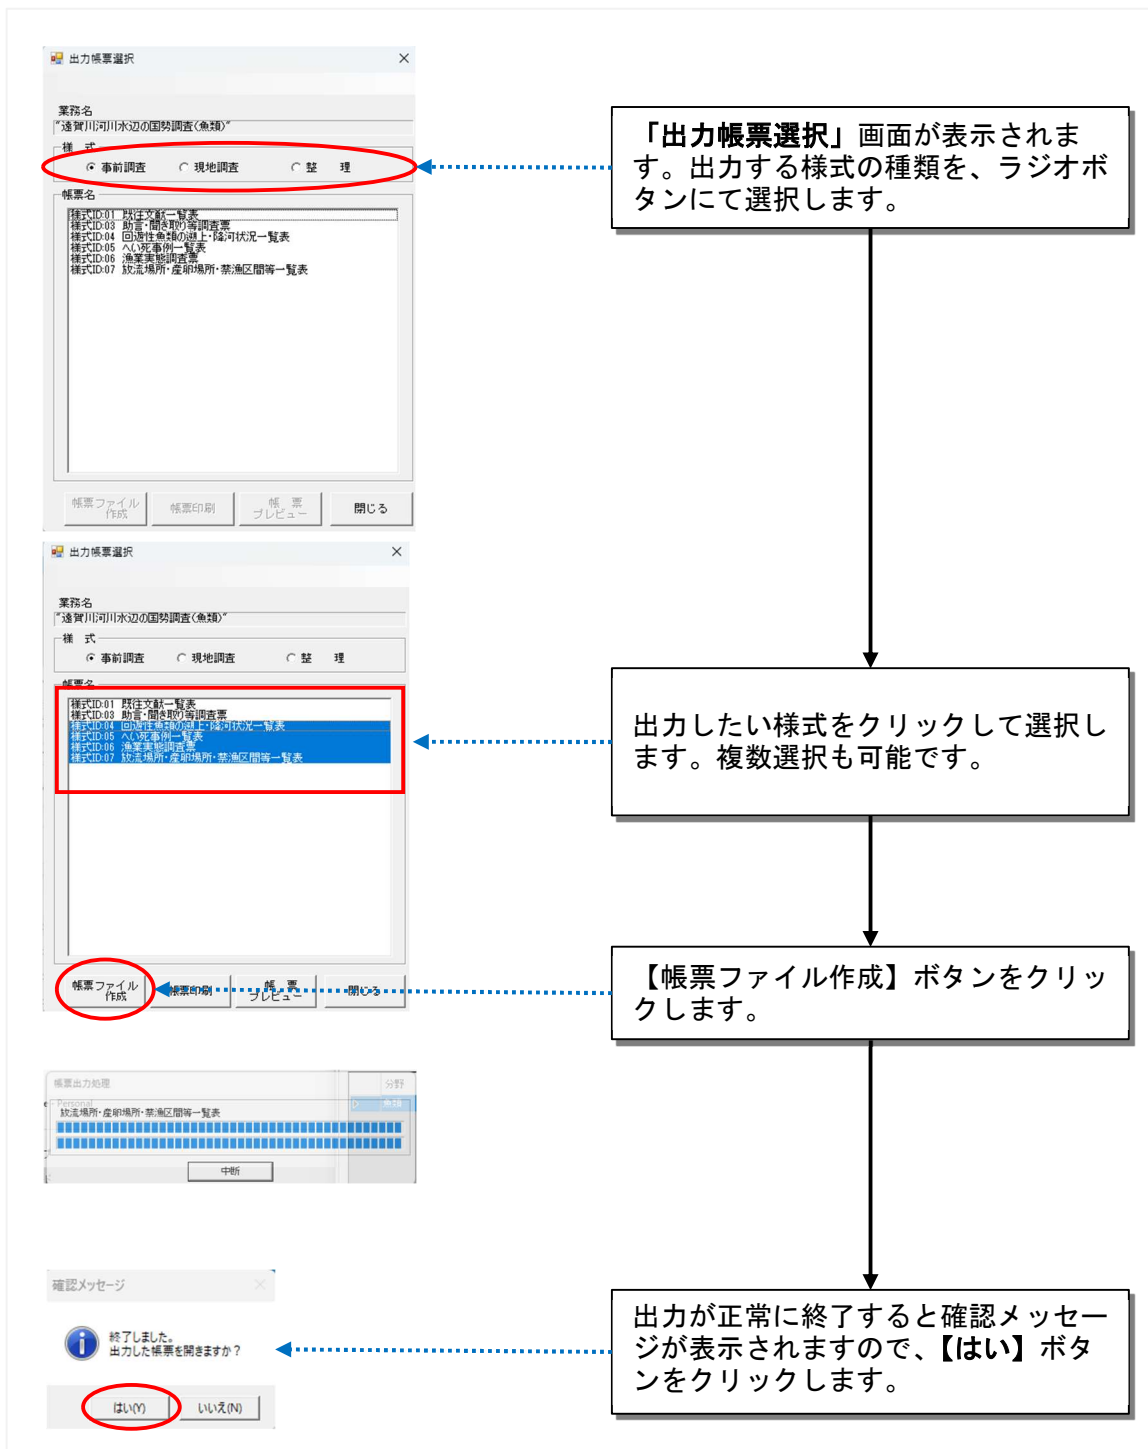 出力帳票選択
業務名
"遠賀川河川水辺の国勢調査(魚類)"
様 式
事前調査 現地調査 整 理
帳票名
様式ID:01 既往文献一覧表
様式ID:03 助言・聞き取り等調査票
様式ID:04 回遊性魚類の遡上・降河状況一覧表
様式ID:05 へい死事例一覧表
様式ID:06 漁業実態調査票
様式ID:07 放流場所・産卵場所・禁漁区間等一覧表
帳票ファイル
作成
帳票印刷
帳 票
プレビュー
閉じる
「出力帳票選択」画面が表示されま
す。出力する様式の種類を、ラジオボ
タンにて選択します。
出力帳票選択
業務名
"遠賀川河川水辺の国勢調査(魚類)"
様 式
事前調査 現地調査 整 理
帳票名
様式ID:01 既往文献一覧表
様式ID:03 助言・聞き取り等調査票
様式ID:04 回遊性魚類の遡上・降河状況一覧表
様式ID:05 へい死事例一覧表
様式ID:06 漁業実態調査票
様式ID:07 放流場所・産卵場所・禁漁区間等一覧表
帳票ファイル
作成
帳票印刷
帳 票
プレビュー
閉じる
出力したい様式をクリックして選択し
ます。複数選択も可能です。
【帳票ファイル作成】ボタンをクリッ
クします。
帳票出力処理
分野
Personal
魚類
放流場所・産卵場所・禁漁区間等一覧表
中断
確認メッセージ
終了しました。
出力した帳票を開きますか?
はい(Y)
いいえ(N)
出力が正常に終了すると確認メッセー
ジが表示されますので、【はい】ボタ
ンをクリックします。